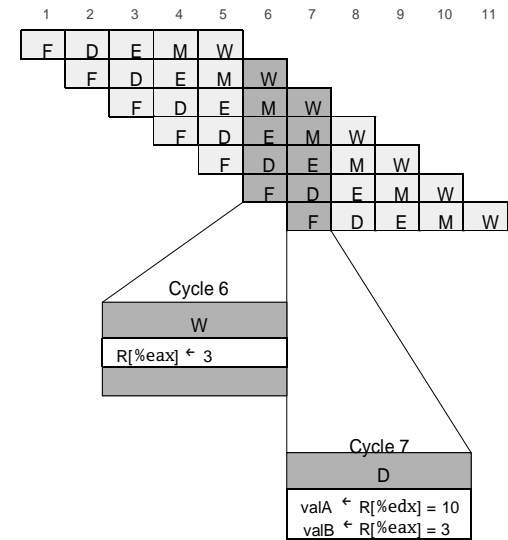 1 2 3 4 5 6 7 8 9 10 11
F D E M W
F D E M W
F D E M W
F D E M W
F D E M W
F D E M W
F D E M W
Cycle 6
W
R[%eax] ← 3
Cycle 7
D
valA ← R[%edx] = 10
valB ← R[%eax] = 3